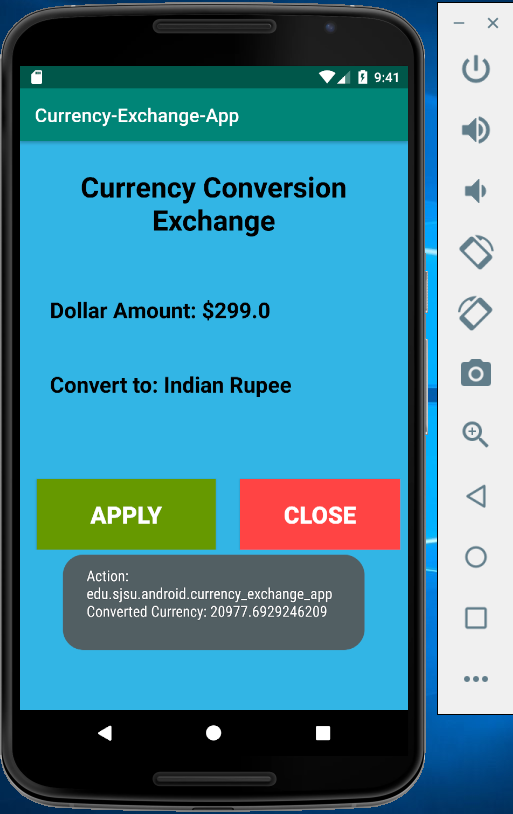 9:41
Currency-Exchange-App
Currency Conversion
Exchange
Dollar Amount: $299.0
Convert to: Indian Rupee
APPLY CLOSE
Action:
edu.sjsu.android.currency_exchange_app
Converted Currency: 20977.6929246209